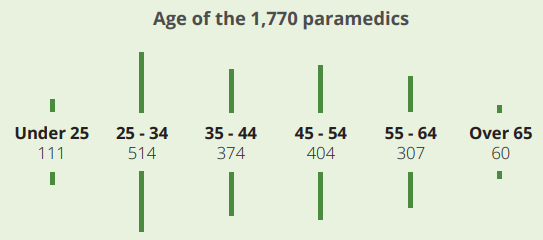 Age of the 1,770 paramedics
Under 25 25 - 34 35 - 44 45 - 54 55 - 64 Over 65
111 514 374 404 307 60